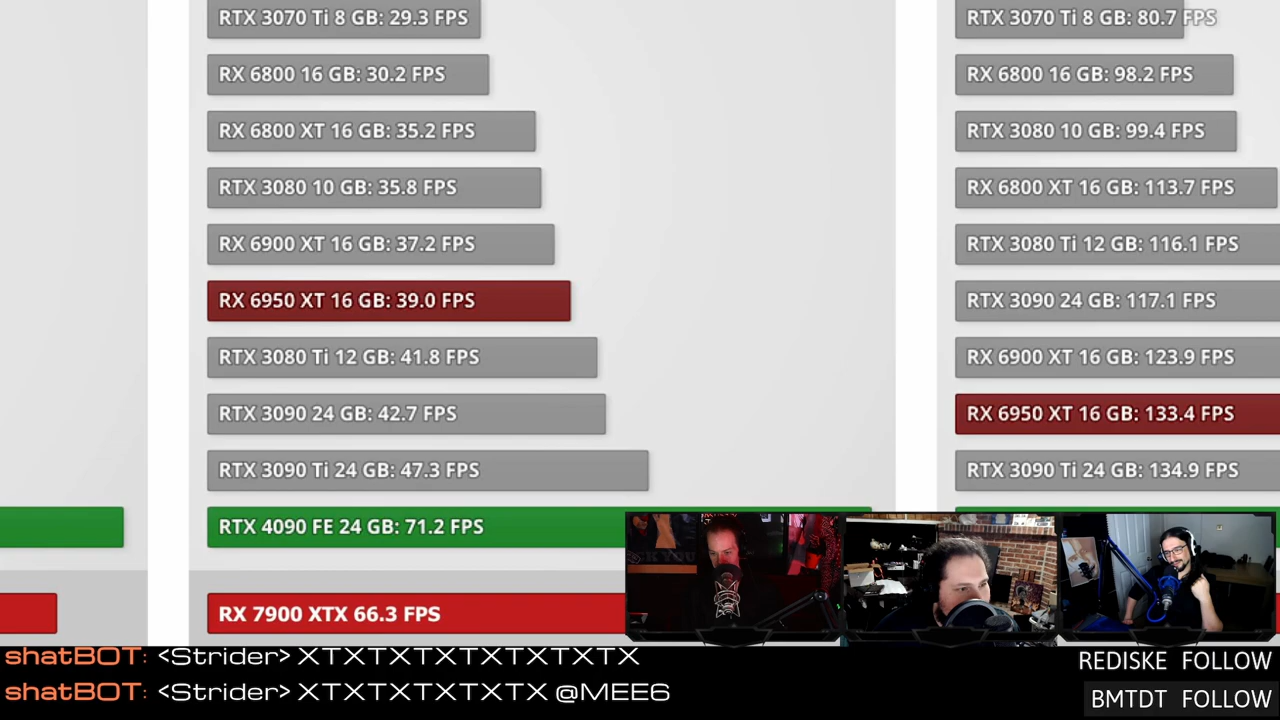 RTX 3070 Ti 8 GB: 29.3 FPS
RX 6800 16 GB: 30.2 FPS
RX 6800 XT 16 GB: 35.2 FPS
RTX 3080 10 GB: 35.8 FPS
RX 6900 XT 16 GB: 37.2 FPS
RX 6950 XT 16 GB: 39.0 FPS
RTX 3080 Ti 12 GB: 41.8 FPS
RTX 3090 24 GB: 42.7 FPS
RTX 3090 Ti 24 GB: 47.3 FPS
RTX 4090 FE 24 GB: 71.2 FPS
RX 7900 XTX 66.3 FPS
RTX 3070 Ti 8 GB: 80.7 FPS
RX 6800 16 GB: 98.2 FPS
RTX 3080 10 GB: 99.4 FPS
RX 6800 XT 16 GB: 113.7 FPS
RTX 3080 Ti 12 GB: 116.1 FPS
RTX 3090 24 GB: 117.1 FPS
RX 6900 XT 16 GB: 123.9 FPS
RX 6950 XT 16 GB: 133.4 FPS
RTX 3090 Ti 24 GB: 134.9 FPS
shatBOT: <Strider> XTXTXTXTXTXTXTXTX
shatBOT: <Strider> XTXTXTXTXTXTX @MEE6
REDISKE FOLLOW
BMTDT FOLLOW